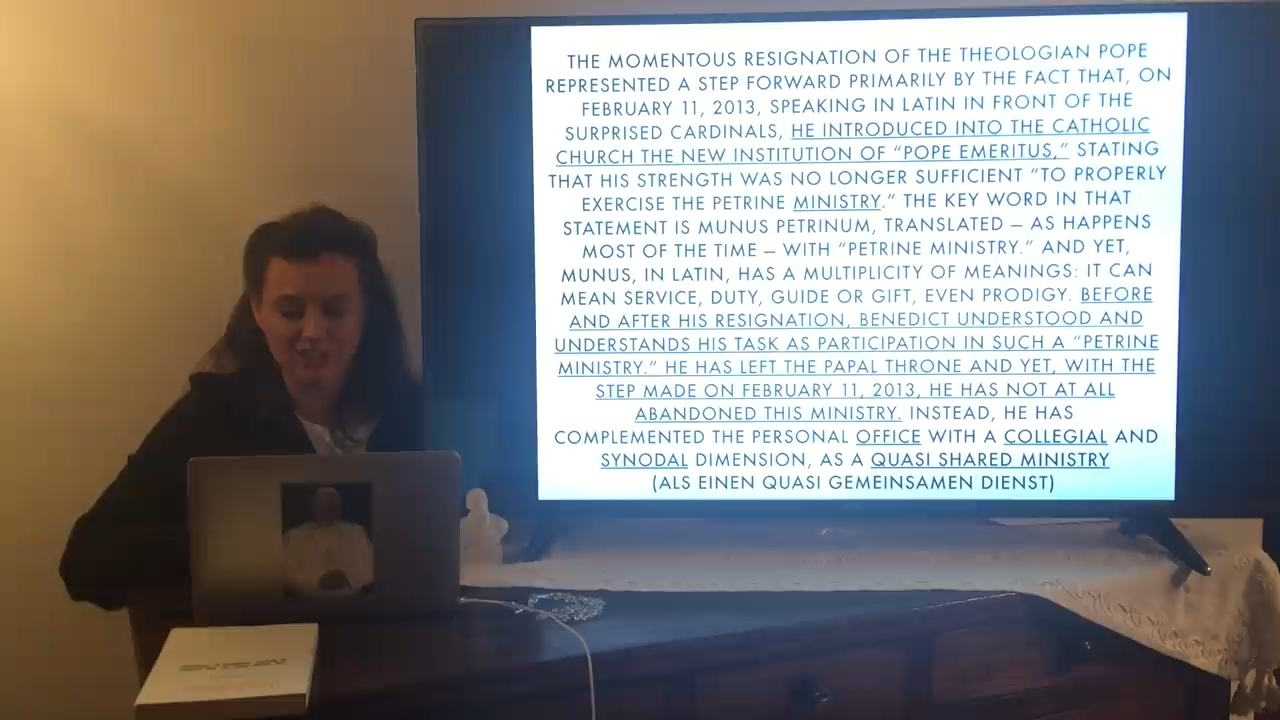 THE MOMENTOUS RESIGNATION OF THE THEOLOGIAN POPE
REPRESENTED A STEP FORWARD PRIMARILY BY THE FACT THAT, ON
FEBRUARY 11, 2013, SPEAKING IN LATIN IN FRONT OF THE
SURPRISED CARDINALS, HE INTRODUCED INTO THE CATHOLIC
CHURCH THE NEW INSTITUTION OF “POPE EMERITUS,” STATING
THAT HIS STRENGTH WAS NO LONGER SUFFICIENT “TO PROPERLY
EXERCISE THE PETRINE MINISTRY.” THE KEY WORD IN THAT
STATEMENT IS MUNUS PETRINUM, TRANSLATED — AS HAPPENS
MOST OF THE TIME — WITH “PETRINE MINISTRY.” AND YET,
MUNUS, IN LATIN, HAS A MULTIPLICITY OF MEANINGS: IT CAN
MEAN SERVICE, DUTY, GUIDE OR GIFT, EVEN PRODIGY. BEFORE
AND AFTER HIS RESIGNATION, BENEDICT UNDERSTOOD AND
UNDERSTANDS HIS TASK AS PARTICIPATION IN SUCH A “PETRINE
MINISTRY.” HE HAS LEFT THE PAPAL THRONE AND YET, WITH THE
STEP MADE ON FEBRUARY 11, 2013, HE HAS NOT AT ALL
ABANDONED THIS MINISTRY. INSTEAD, HE HAS
COMPLEMENTED THE PERSONAL OFFICE WITH A COLLEGIAL AND
SYNODAL DIMENSION, AS A QUASI SHARED MINISTRY
(ALS EINEN QUASI GEMEINSAMEN DIENST)